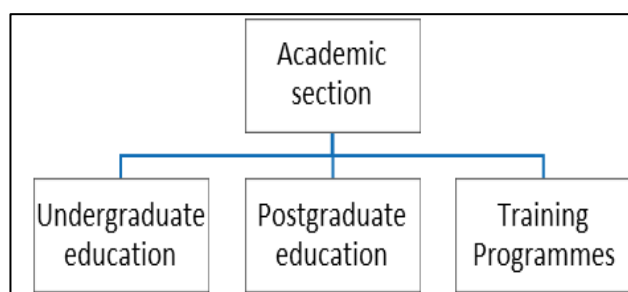 Academic
section
Undergraduate
education
Postgraduate
education
Training
Programmes